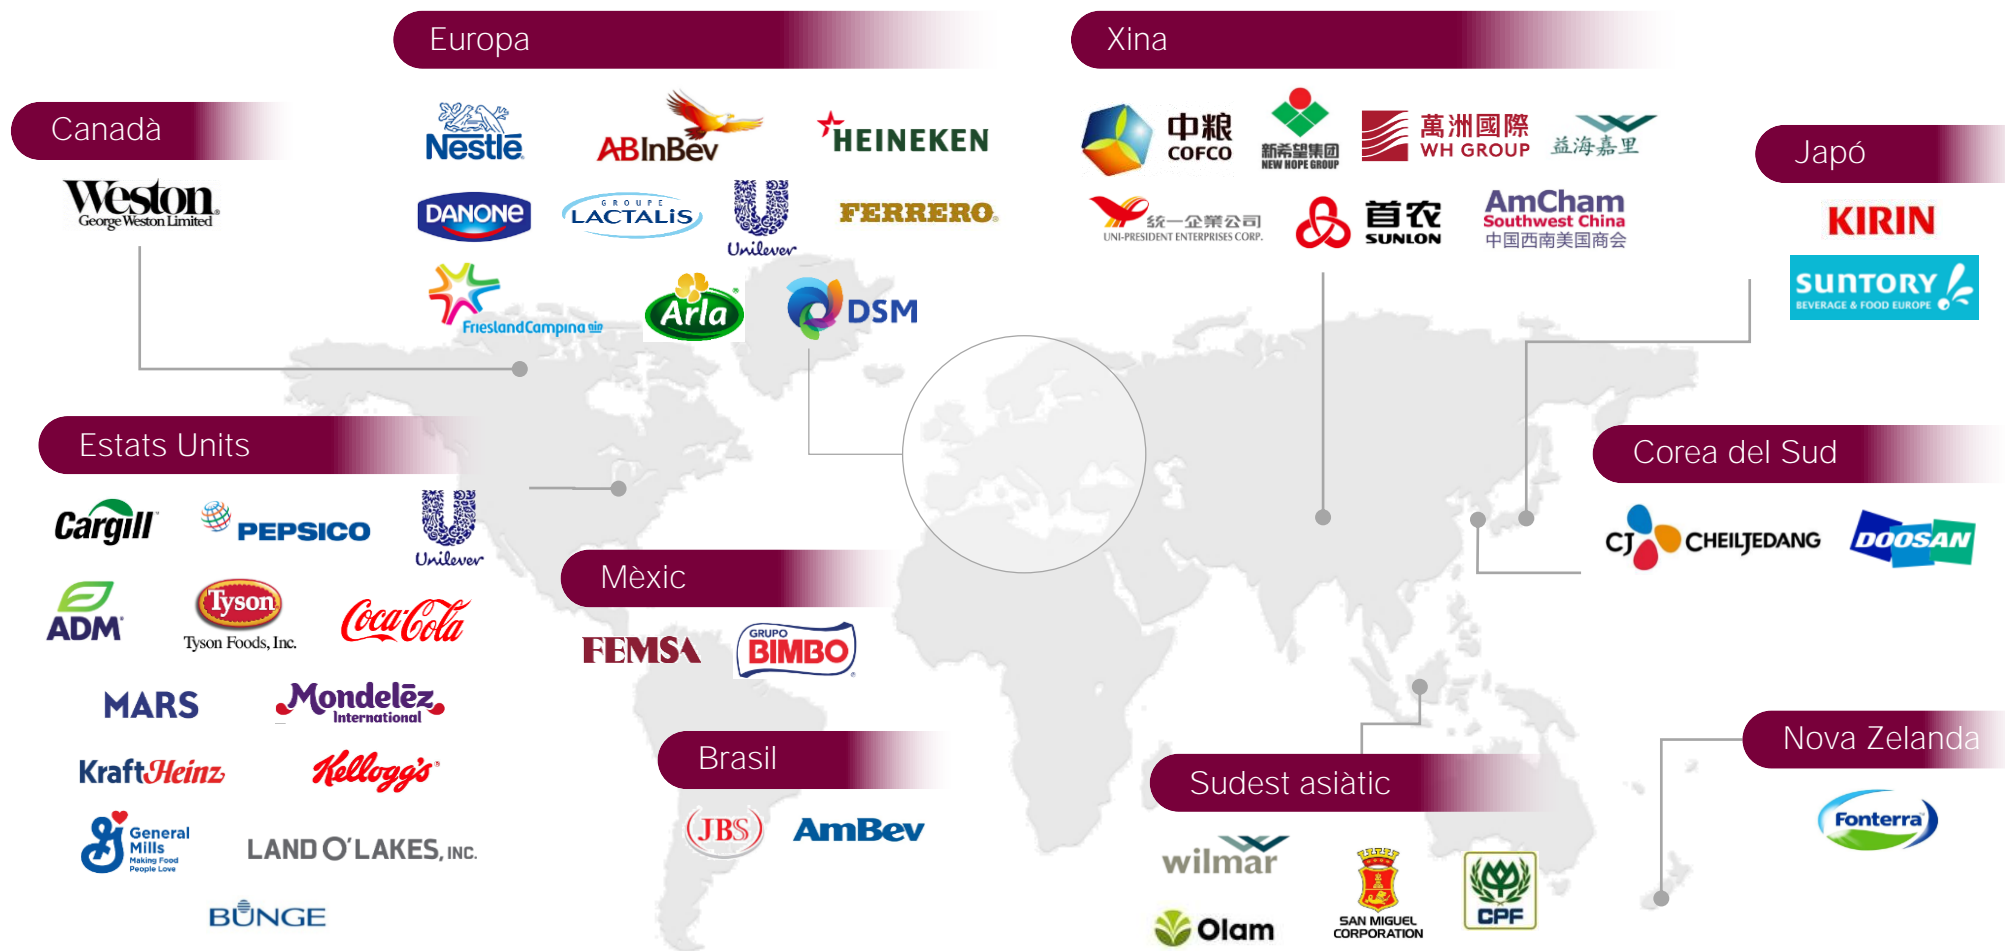 Europa
Nestlé
ABInBev
HEINEKEN
DANONE
GROUPE
LACTALIS
Unilever
FERRERO
FrieslandCampina
Arla
DSM
Xina
中粮
COFCO
新希望集团
NEW HOPE GROUP
萬洲國際
WH GROUP
益海嘉里
統一企業公司
UNI-PRESIDENT ENTERPRISES CORP.
首农
SUNLON
AmCham
Southwest China
中国西南美国商会
Canadà
Weston
George Weston Limited
Japó
KIRIN
SUNTORY
BEVERAGE & FOOD EUROPE
Estats Units
Cargill
PEPSICO
Unilever
ADM
Tyson
Tyson Foods, Inc.
Coca-Cola
MARS
Mondelēz
International
KraftHeinz
Kellogg's
General
Mills
Making Food
People Love
LAND O'LAKES, INC.
BUNGE
Mèxic
FEMSA
GRUPO
BIMBO
Brasil
JBS
AmBev
Corea del Sud
CJ CHEILJEDANG
DOOSAN
Sudest asiàtic
wilmar
Olam
SAN MIGUEL
CORPORATION
CPF
Nova Zelanda
Fonterra